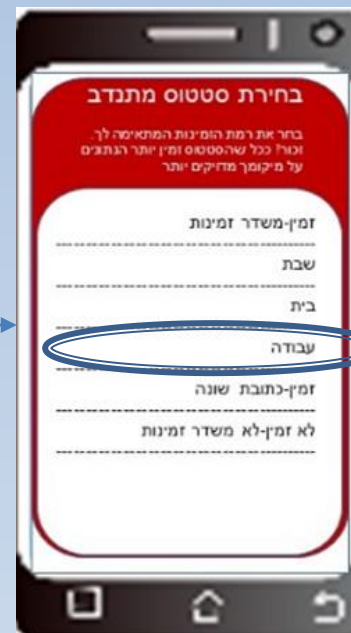 בחירת סטטוס מתנדב
בחר את רמת הזמינות המתאימה לך.
זכור! ככל שהסטטוס זמין יותר הנתונים
על מיקומך מדויקים יותר
זמין-משדר זמינות
שבת
בית
עבודה
זמין-כתובת שונה
לא זמין-לא משדר זמינות